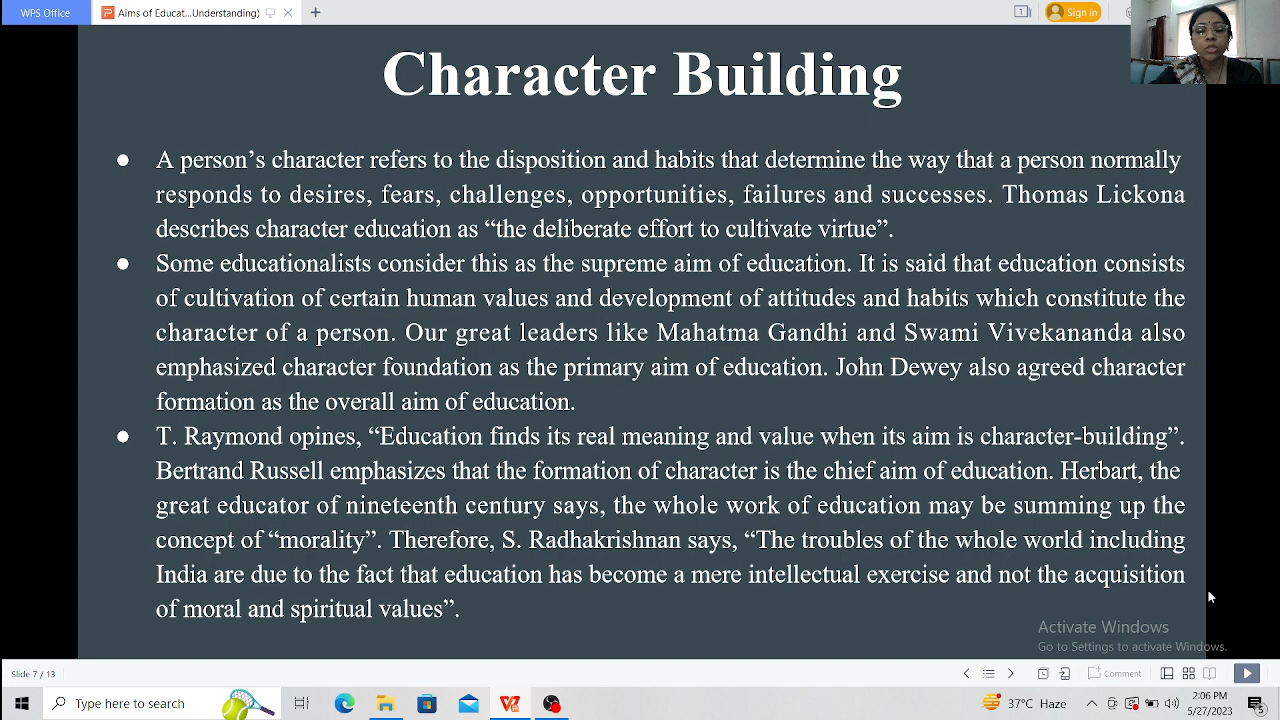 WPS Office
Aims of Educat...Understanding)
Sign in
Character Building
● A person’s character refers to the disposition and habits that determine the way that a person normally
responds to desires, fears, challenges, opportunities, failures and successes. Thomas Lickona
describes character education as “the deliberate effort to cultivate virtue”.
● Some educationalists consider this as the supreme aim of education. It is said that education consists
of cultivation of certain human values and development of attitudes and habits which constitute the
character of a person. Our great leaders like Mahatma Gandhi and Swami Vivekananda also
emphasized character foundation as the primary aim of education. John Dewey also agreed character
formation as the overall aim of education.
● T. Raymond opines, “Education finds its real meaning and value when its aim is character-building”.
Bertrand Russell emphasizes that the formation of character is the chief aim of education. Herbart, the
great educator of nineteenth century says, the whole work of education may be summing up the
concept of “morality”. Therefore, S. Radhakrishnan says, “The troubles of the whole world including
India are due to the fact that education has become a mere intellectual exercise and not the acquisition
of moral and spiritual values”.
Activate Windows
Go to Settings to activate Windows.
Slide 7 / 13
Comment
Type here to search
37°C Haze
2:06 PM
5/27/2023
5